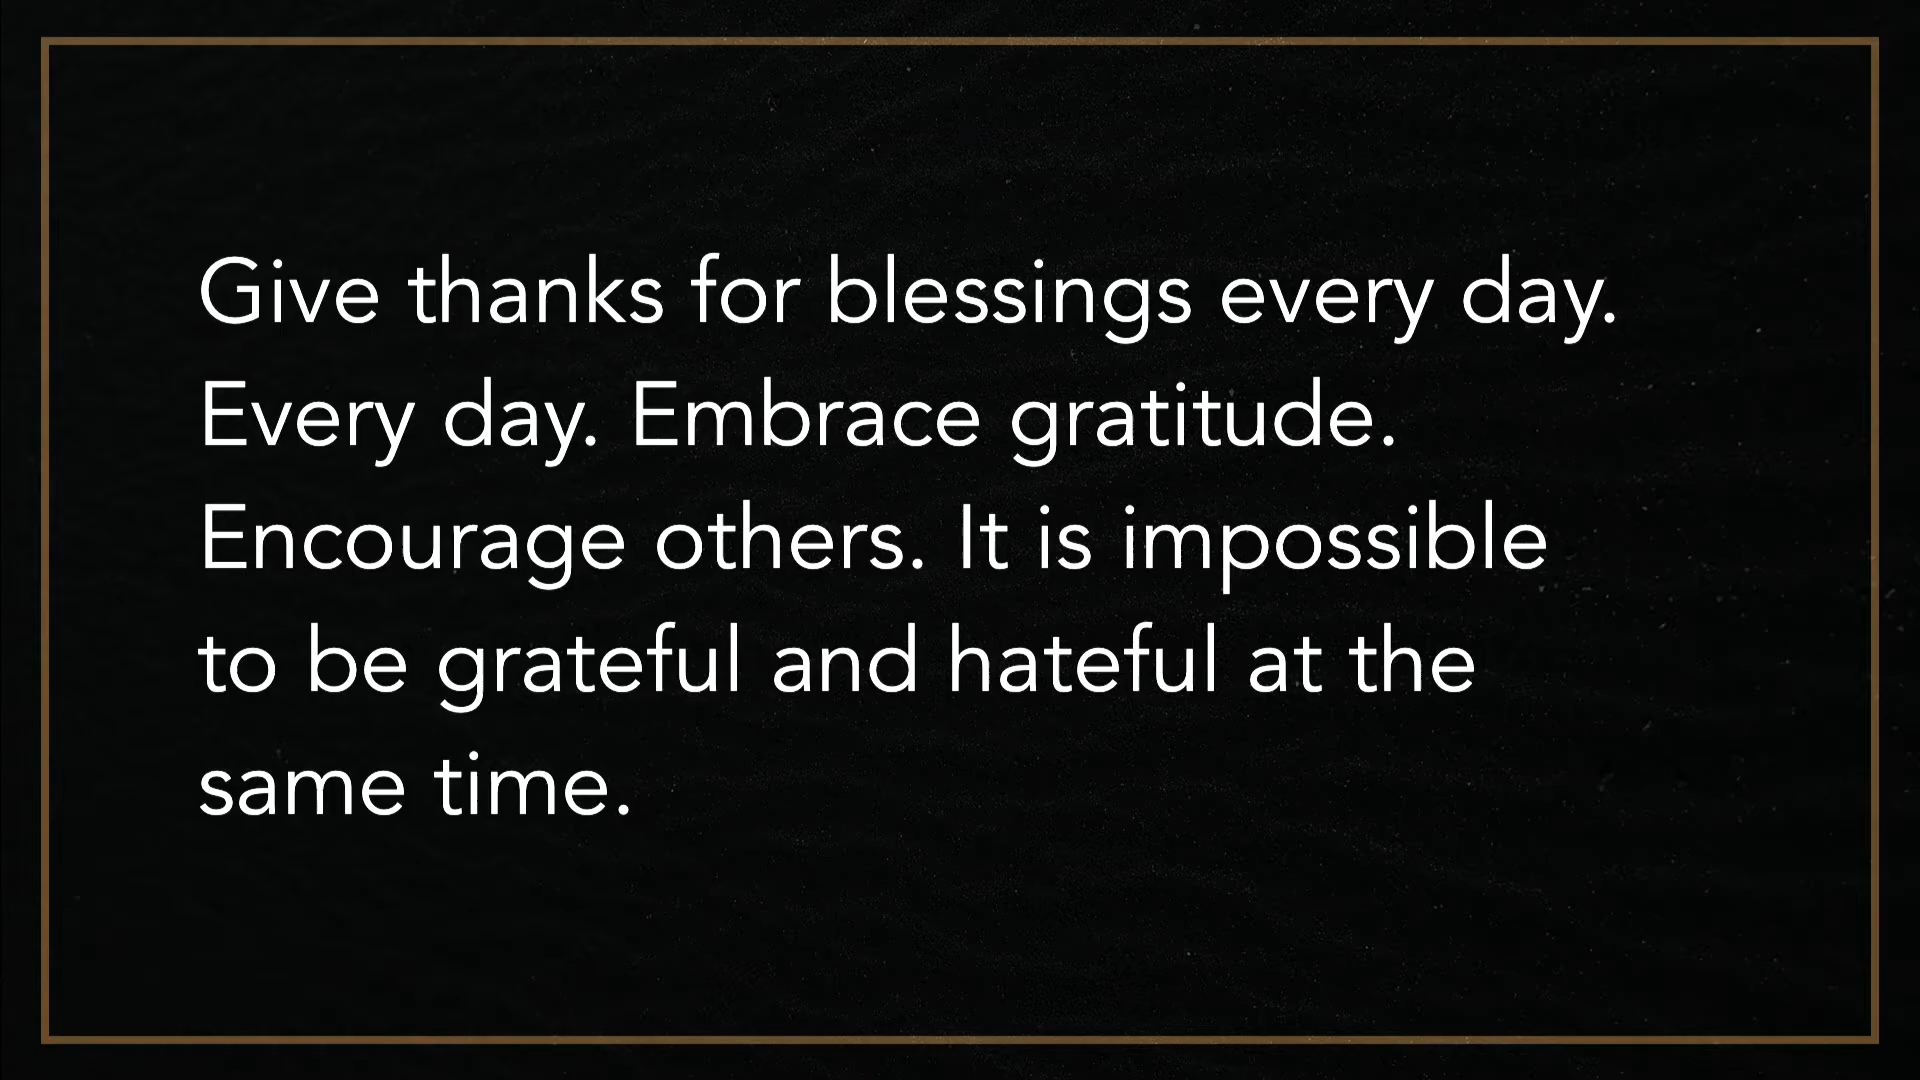 Give thanks for blessings every day.
Every day. Embrace gratitude.
Encourage others. It is impossible
to be grateful and hateful at the
same time.